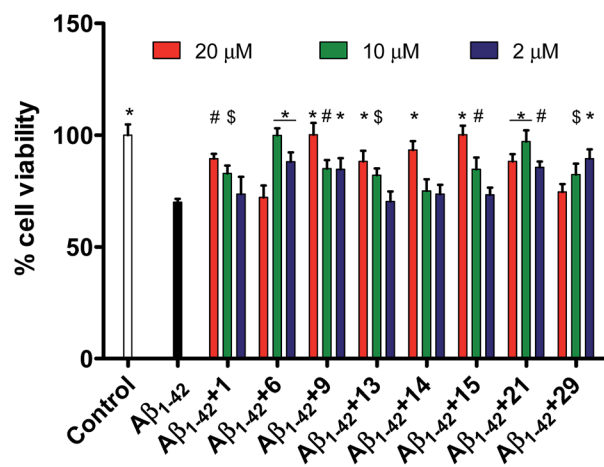 150
20 μM 10 μM 2 μM
* # $ * * # * * $ * * # * # $ *
100
% cell viability
50
0
Control
Aβ1-42
Aβ1-42+1
Aβ1-42+6
Aβ1-42+9
Aβ1-42+13
Aβ1-42+14
Aβ1-42+15
Aβ1-42+21
Aβ1-42+29